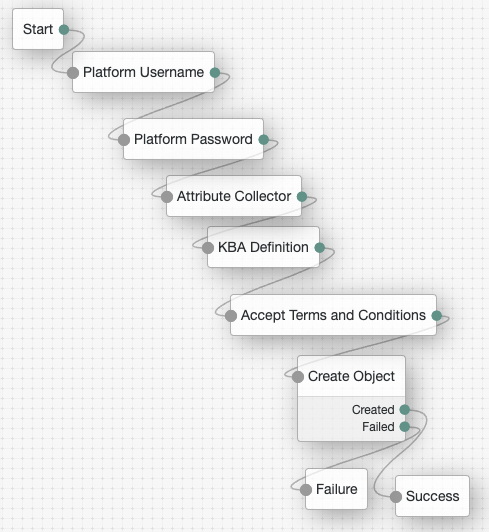 Start
Platform Username
Platform Password
Attribute Collector
KBA Definition
Accept Terms and Conditions
Create Object
Created
Failed
Failure
Success